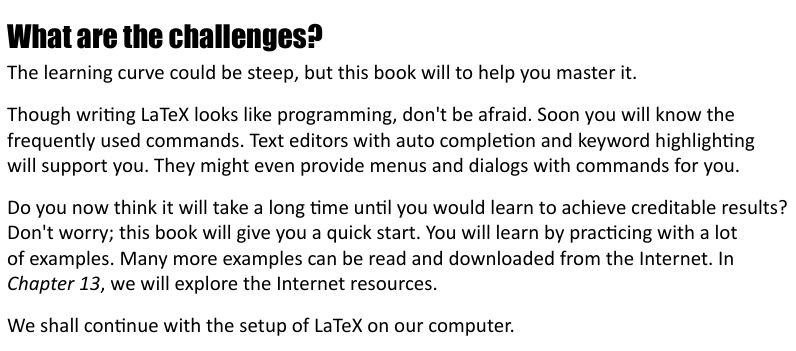 What are the challenges?
The learning curve could be steep, but this book will to help you master it.
Though writing LaTeX looks like programming, don't be afraid. Soon you will know the
frequently used commands. Text editors with auto completion and keyword highlighting
will support you. They might even provide menus and dialogs with commands for you.
Do you now think it will take a long time until you would learn to achieve creditable results?
Don't worry; this book will give you a quick start. You will learn by practicing with a lot
of examples. Many more examples can be read and downloaded from the Internet. In
Chapter 13, we will explore the Internet resources.
We shall continue with the setup of LaTeX on our computer.